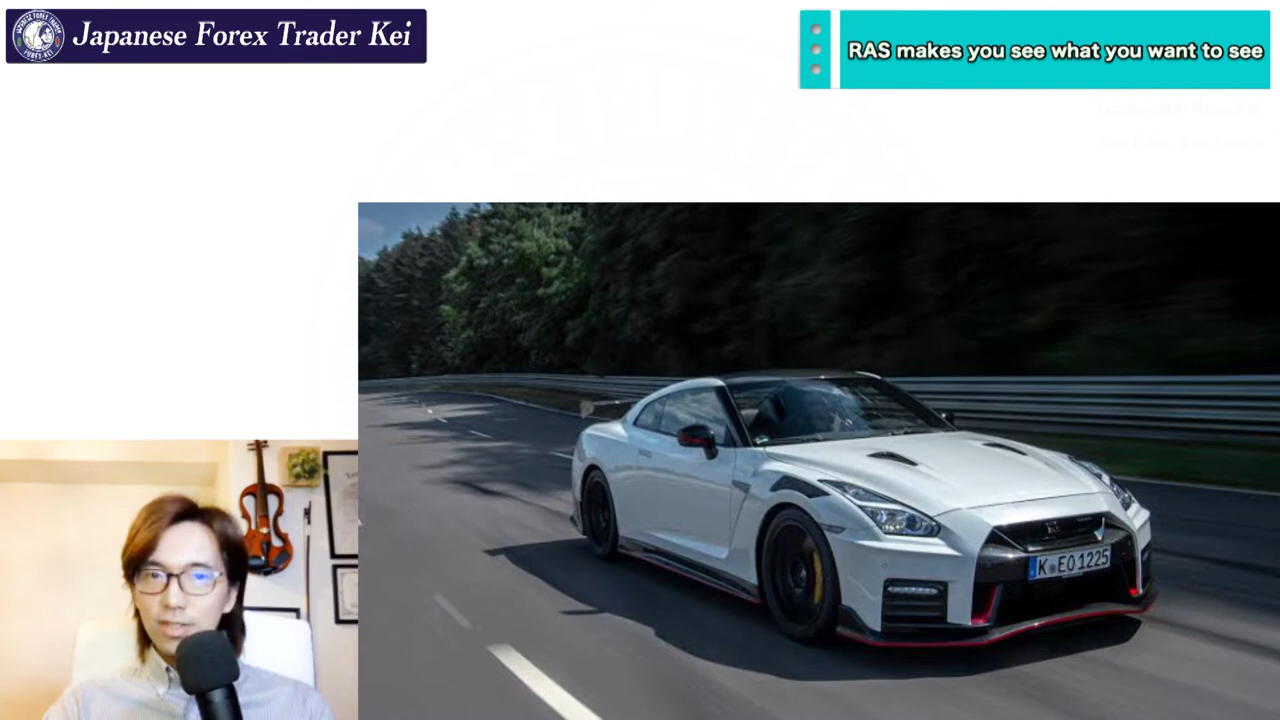 Japanese Forex Trader Kei
RAS makes you see what you want to see
K EO 1225